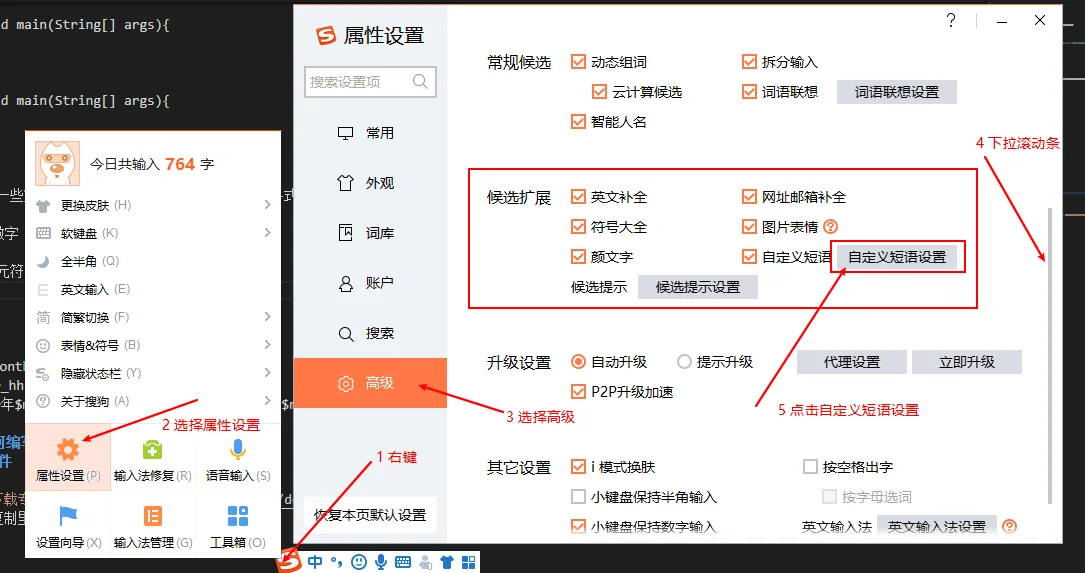 d main(String[] args){
d main(String[] args){
今日共输入 764 字
更换皮肤 (H)
软键盘 (K)
全半角 (Q)
英文输入 (E)
简 简繁切换 (F)
表情&符号 (B)
隐藏状态栏 (Y)
关于搜狗 (A)
2 选择属性设置
属性设置(P)
输入法修复(R)
语音输入(S)
设置向导(X)
输入法管理(G)
工具箱(O)
属性设置
搜索设置项
常用
外观
词库
账户
搜索
高级
3 选择高级
1 右键
恢复本页默认设置
中
常规候选
动态组词
拆分输入
云计算候选
词语联想
词语联想设置
智能人名
4 下拉滚动条
候选扩展
英文补全
网址邮箱补全
符号大全
图片表情
颜文字
自定义短语
自定义短语设置
候选提示
候选提示设置
升级设置
自动升级
提示升级
代理设置
立即升级
P2P升级加速
5 点击自定义短语设置
其它设置
i 模式换肤
按空格出字
小键盘保持半角输入
按字母选词
小键盘保持数字输入
英文输入法
英文输入法设置